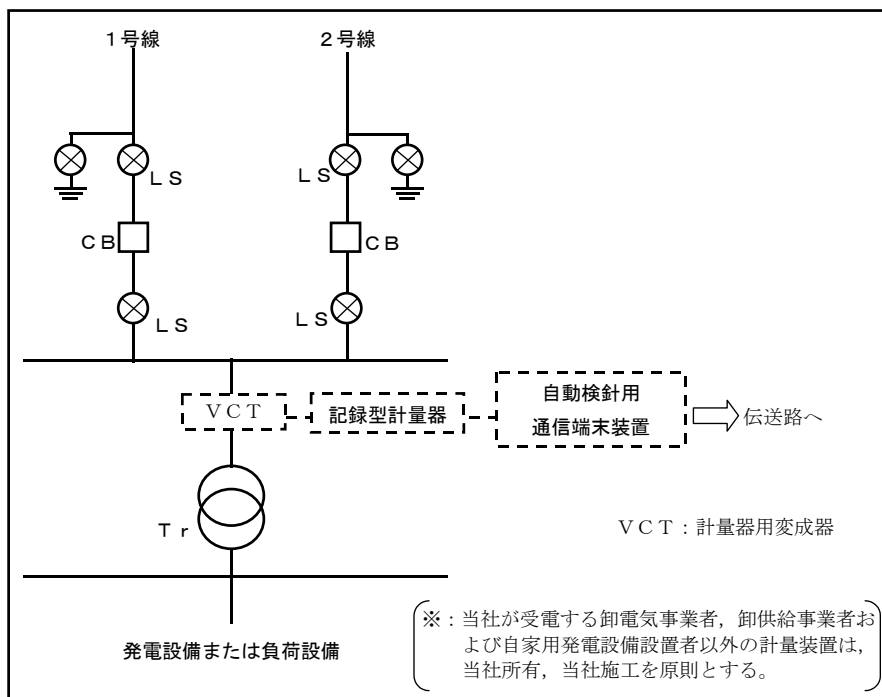 １号線
２号線
ＬＳ
ＬＳ
ＣＢ
ＣＢ
ＬＳ
ＬＳ
ＶＣＴ
記録型計量器
自動検針用
通信端末装置
伝送路へ
Ｔｒ
ＶＣＴ：計量器用変成器
発電設備または負荷設備
※：当社が受電する卸電気事業者，卸供給事業者お
よび自家用発電設備設置者以外の計量装置は，
当社所有，当社施工を原則とする。